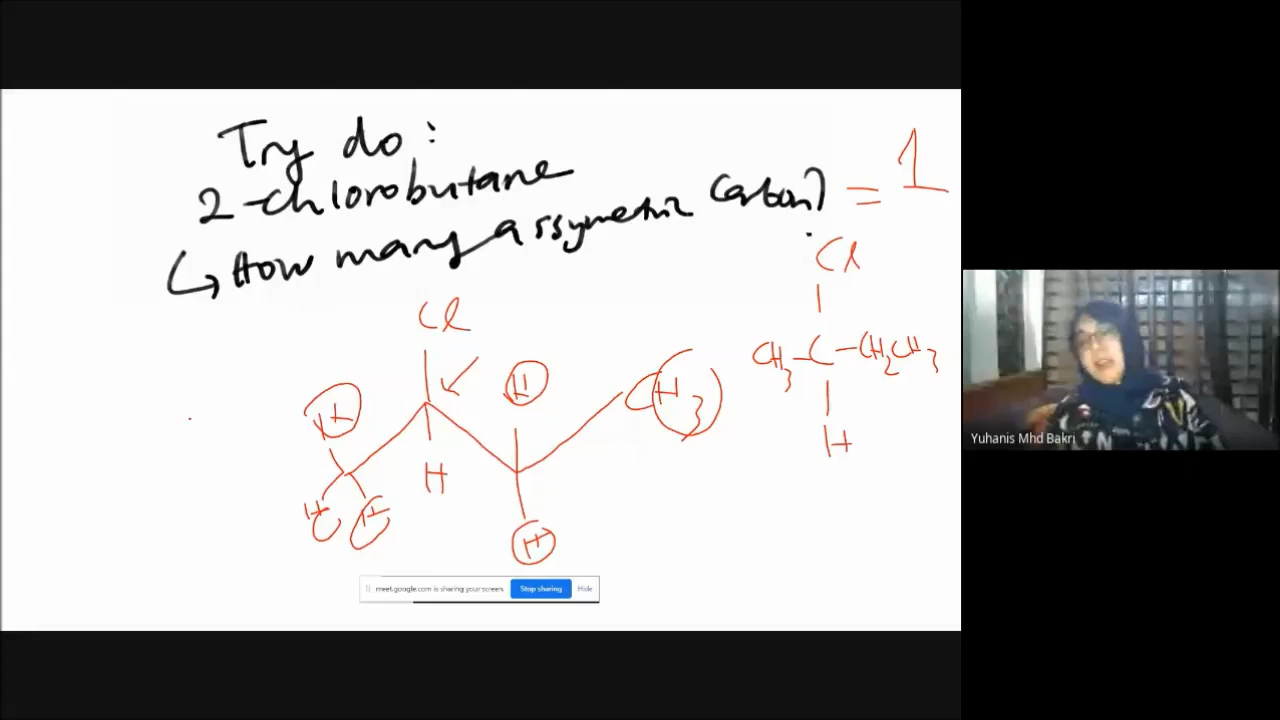 Try do :
2-chlorobutane
↳ How many assymetric Carbon? = 1
Cl
CH3-C-CH2CH3
H
Cl
H H CH3
H H H
H
meet.google.com is sharing your screen. Stop sharing Hide
Yuhanis Mhd Bakri